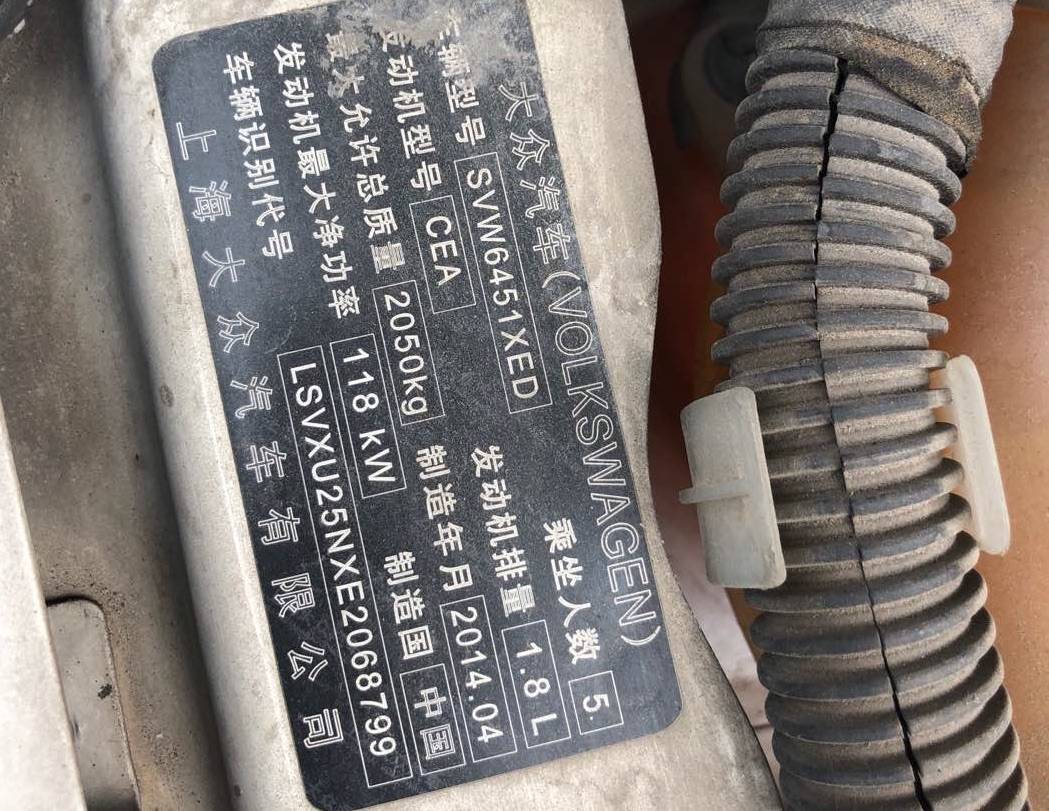 大众汽车(VOLKSWAGEN)
车辆型号 SVW6451XED 乘坐人数 5
发动机型号 CEA 发动机排量 1.8 L
最大允许总质量 2050kg 制造年月 2014.04
发动机最大净功率 118 kW 制造国 中国
车辆识别代号 LSVXU25NXE2068799
上海大众汽车有限公司